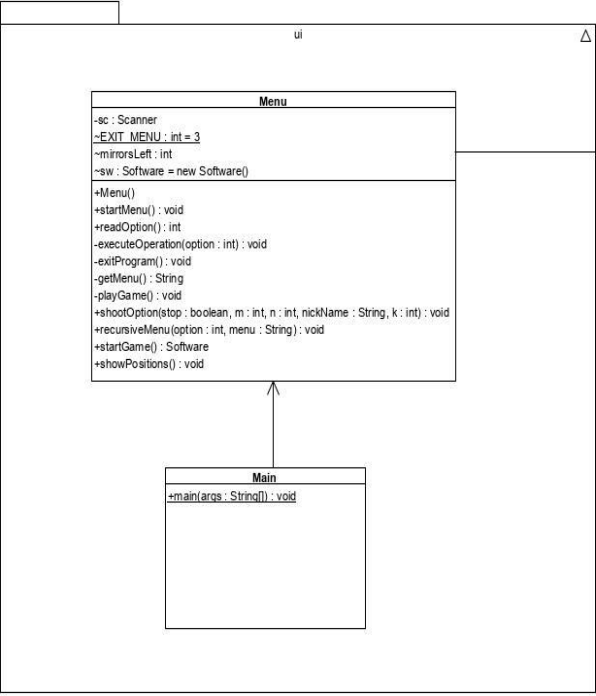 ui
Menu
-sc : Scanner
~EXIT_MENU : int = 3
~mirrorsLeft : int
~sw : Software = new Software()
+Menu()
+startMenu() : void
+readOption() : int
-executeOperation(option : int) : void
-exitProgram() : void
-getMenu() : String
-playGame() : void
+shootOption(stop : boolean, m : int, n : int, nickName : String, k : int) : void
+recursiveMenu(option : int, menu : String) : void
+startGame() : Software
+showPositions() : void
Main
+main(args : String[]) : void